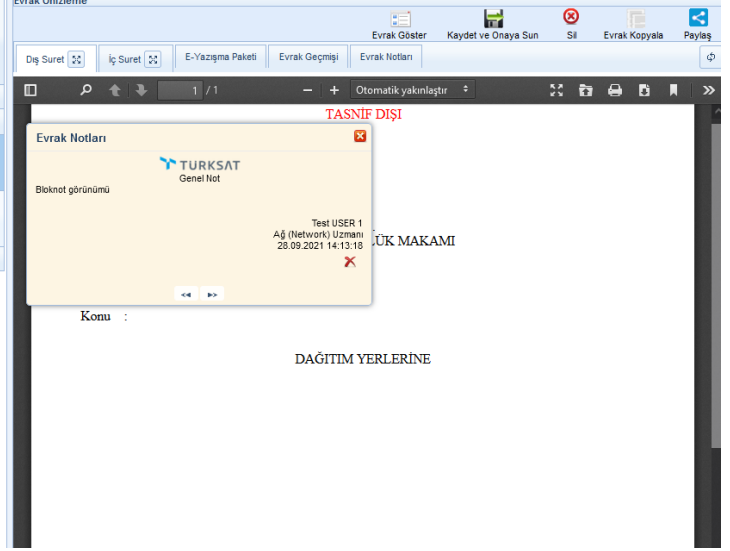 Evrak Önizleme
Evrak Göster Kaydet ve Onaya Sun Sil Evrak Kopyala Paylaş
Dış Suret İç Suret E-Yazışma Paketi Evrak Geçmişi Evrak Notları
1 / 1 Otomatik yakınlaştır
TASNİF DIŞI
Evrak Notları
TÜRKSAT
Genel Not
Bloknot görünümü
Test USER 1
Ağ (Network) Uzmanı
28.09.2021 14:13:18
ÜK MAKAMI
Konu :
DAĞITIM YERLERİNE